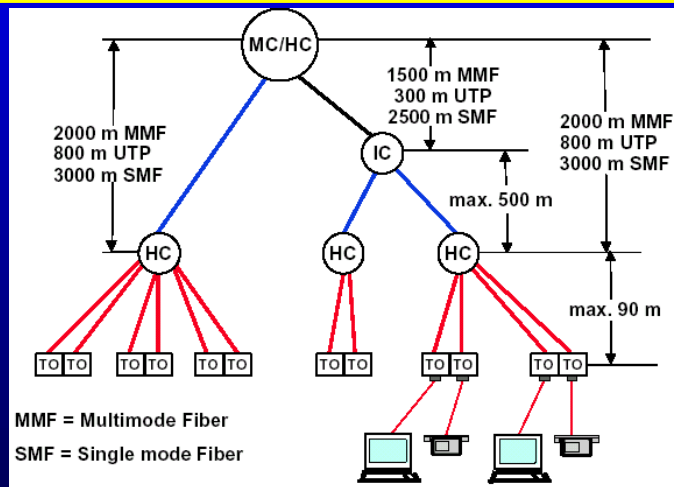 MC/HC
1500 m MMF
300 m UTP
2500 m SMF
2000 m MMF
800 m UTP
3000 m SMF
2000 m MMF
800 m UTP
3000 m SMF
IC
max. 500 m
HC
HC
HC
max. 90 m
TO TO TO TO TO TO TO TO TO TO TO TO
MMF = Multimode Fiber
SMF = Single mode Fiber